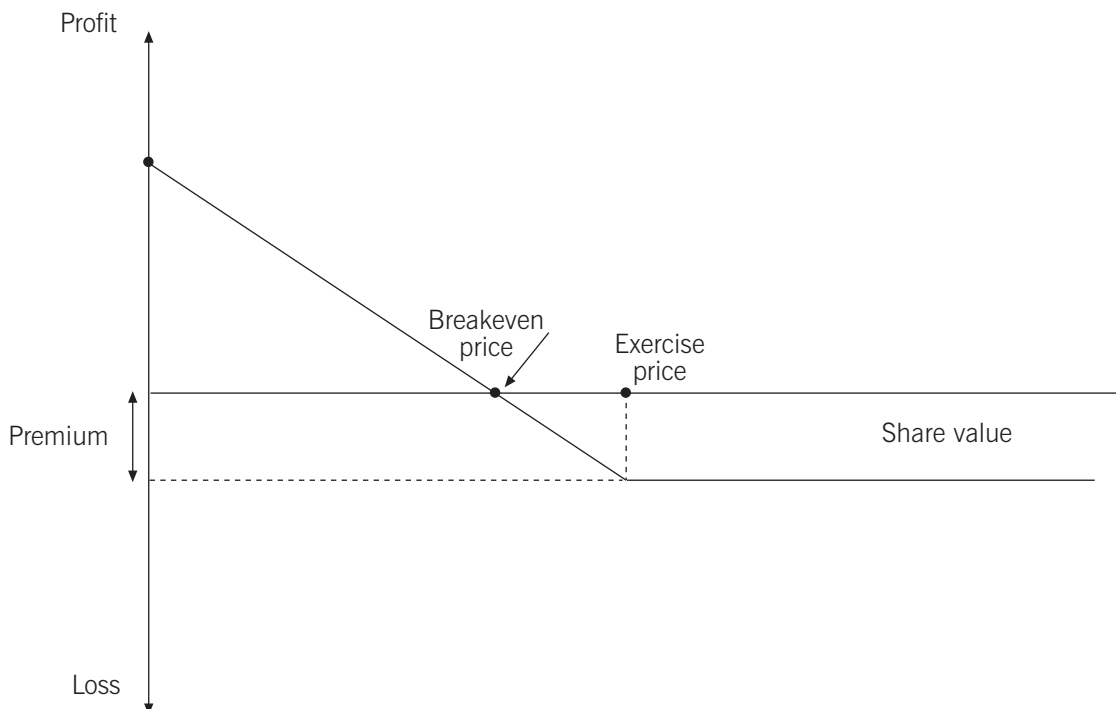 Profit
Breakeven
price
Exercise
price
Premium
Share value
Loss